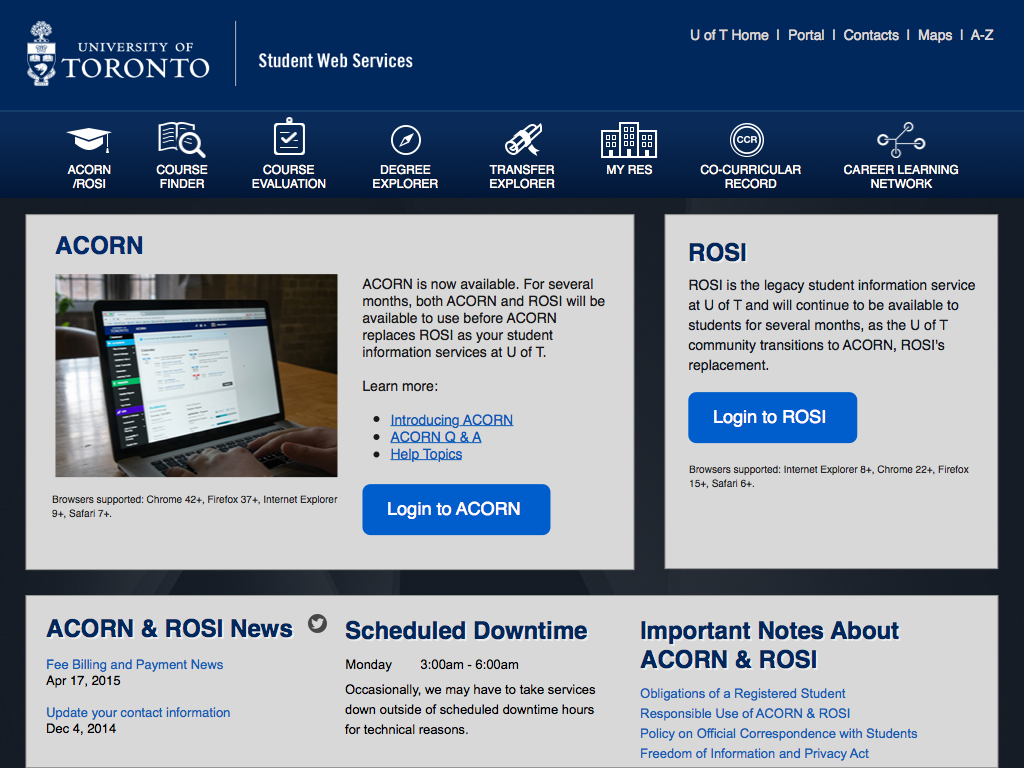 UNIVERSITY OF
TORONTO
Student Web Services
U of T Home | Portal | Contacts | Maps | A-Z
ACORN
/ROSI
COURSE
FINDER
COURSE
EVALUATION
DEGREE
EXPLORER
TRANSFER
EXPLORER
MY RES
CCR
CO-CURRICULAR
RECORD
CAREER LEARNING
NETWORK
ACORN
ACORN is now available. For several
months, both ACORN and ROSI will be
available to use before ACORN
replaces ROSI as your student
information services at U of T.
Learn more:
• Introducing ACORN
• ACORN Q & A
• Help Topics
Browsers supported: Chrome 42+, Firefox 37+, Internet Explorer
9+, Safari 7+.
Login to ACORN
ROSI
ROSI is the legacy student information service
at U of T and will continue to be available to
students for several months, as the U of T
community transitions to ACORN, ROSI's
replacement.
Login to ROSI
Browsers supported: Internet Explorer 8+, Chrome 22+, Firefox
15+, Safari 6+.
ACORN & ROSI News
Fee Billing and Payment News
Apr 17, 2015
Update your contact information
Dec 4, 2014
Scheduled Downtime
Monday 3:00am - 6:00am
Occasionally, we may have to take services
down outside of scheduled downtime hours
for technical reasons.
Important Notes About
ACORN & ROSI
Obligations of a Registered Student
Responsible Use of ACORN & ROSI
Policy on Official Correspondence with Students
Freedom of Information and Privacy Act